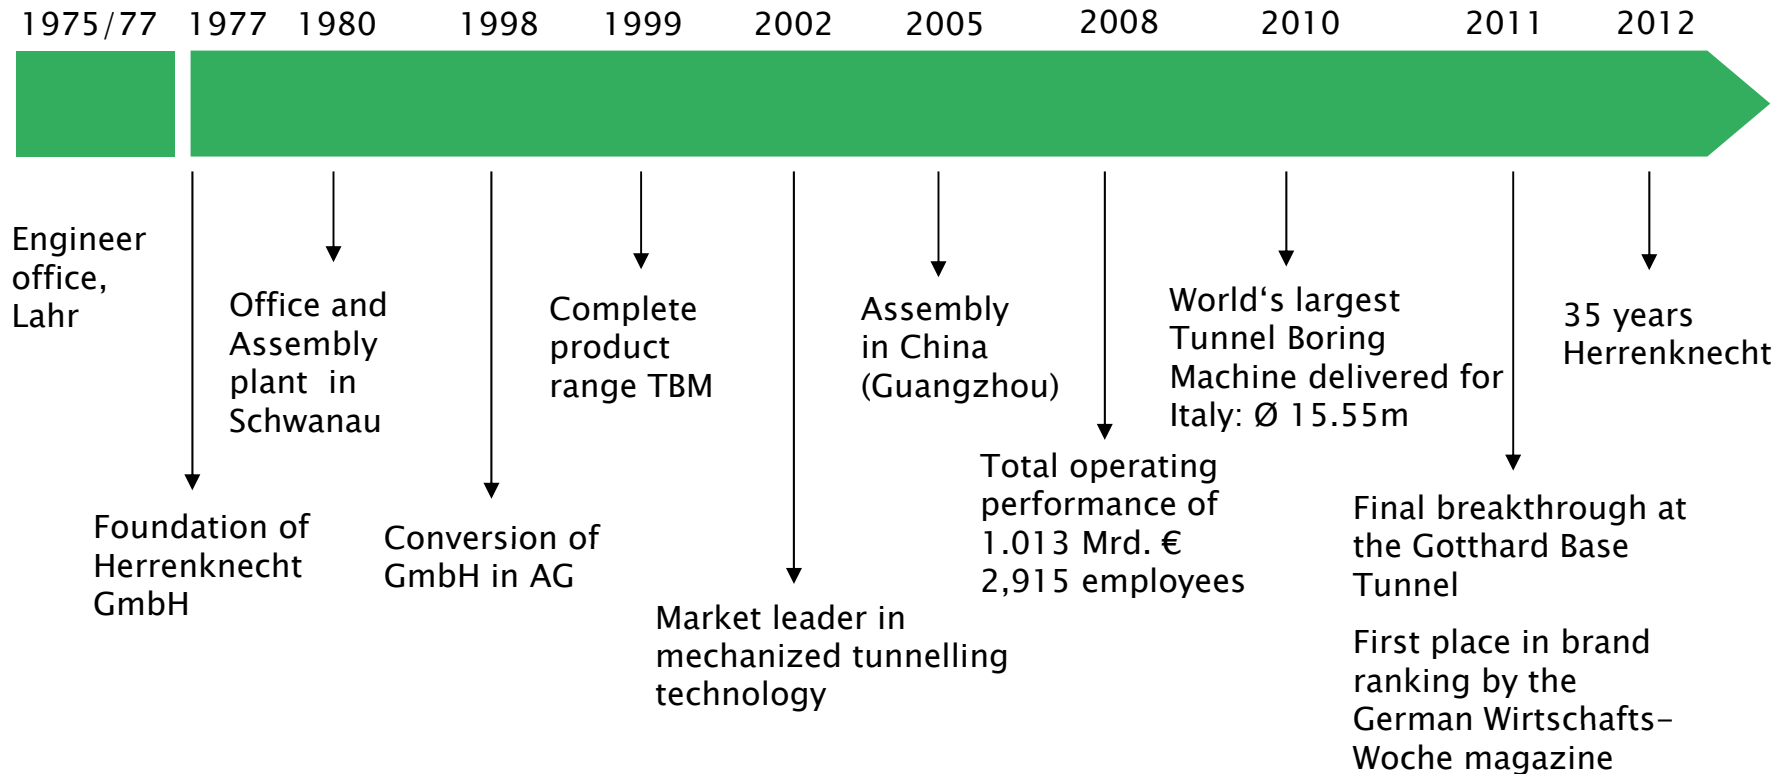 1975/77 1977 1980 1998 1999 2002 2005 2008 2010 2011 2012
Engineer
office,
Lahr
Foundation of
Herrenknecht
GmbH
Office and
Assembly
plant in
Schwanau
Conversion of
GmbH in AG
Complete
product
range TBM
Market leader in
mechanized tunnelling
technology
Assembly
in China
(Guangzhou)
Total operating
performance of
1.013 Mrd. €
2,915 employees
World‘s largest
Tunnel Boring
Machine delivered for
Italy: Ø 15.55m
Final breakthrough at
the Gotthard Base
Tunnel
First place in brand
ranking by the
German Wirtschafts-
Woche magazine
35 years
Herrenknecht